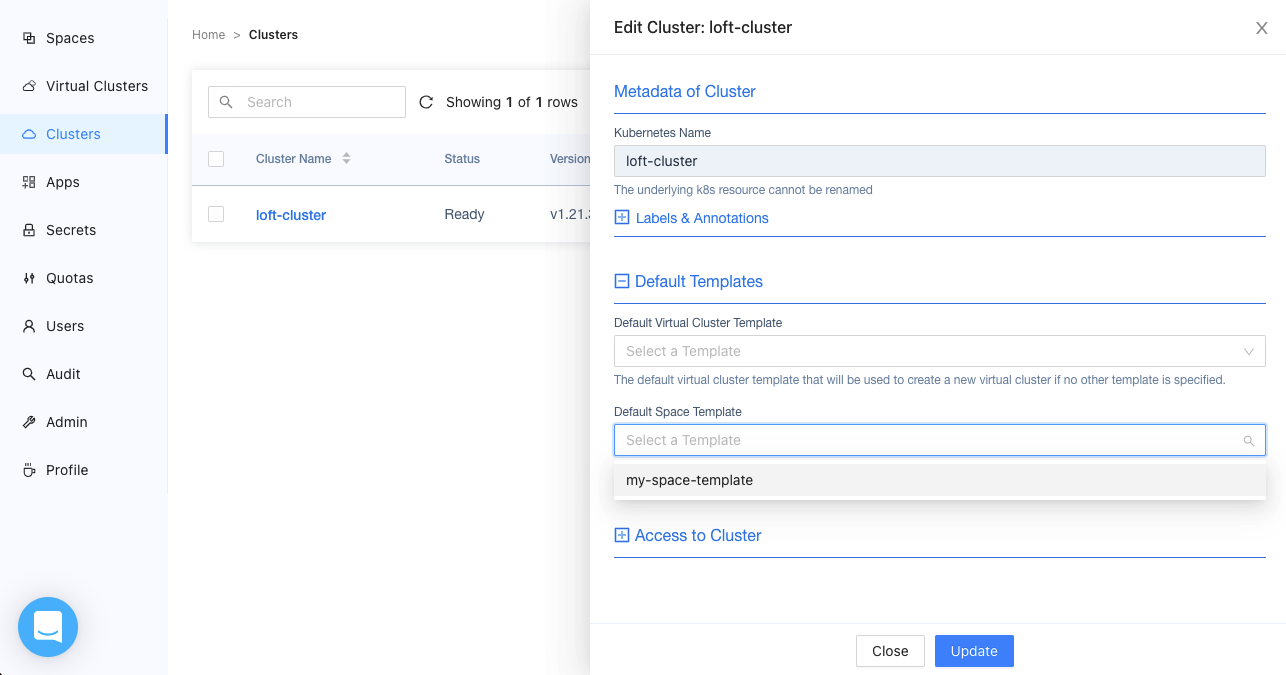 Spaces
Virtual Clusters
Clusters
Apps
Secrets
Quotas
Users
Audit
Admin
Profile
Home > Clusters
Search
Showing 1 of 1 rows
Cluster Name Status Version
loft-cluster Ready v1.21.
Edit Cluster: loft-cluster
Metadata of Cluster
Kubernetes Name
loft-cluster
The underlying k8s resource cannot be renamed
Labels & Annotations
Default Templates
Default Virtual Cluster Template
Select a Template
The default virtual cluster template that will be used to create a new virtual cluster if no other template is specified.
Default Space Template
Select a Template
my-space-template
Access to Cluster
Close Update